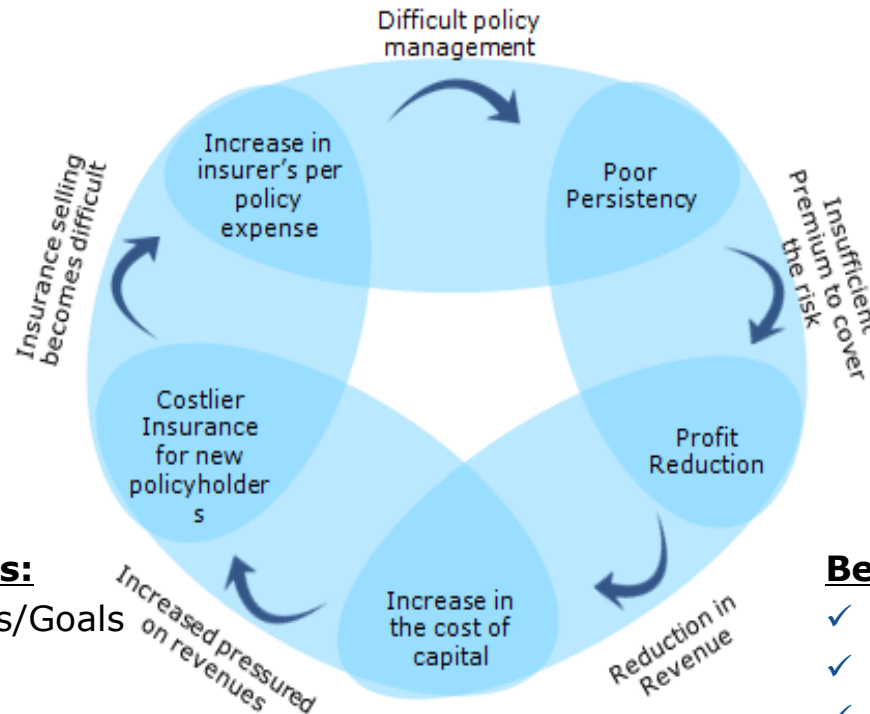 Difficult policy
management
Increase in
insurer's per
policy
expense
Poor
Persistency
Insufficient
Premium to cover
the risk
Profit
Reduction
Reduction in
Revenue
Increase in
the cost of
capital
Increased pressured
on revenues
Costlier
Insurance
for new
policyholder
s
Insurance selling
becomes difficult
s:
s/Goals
Be